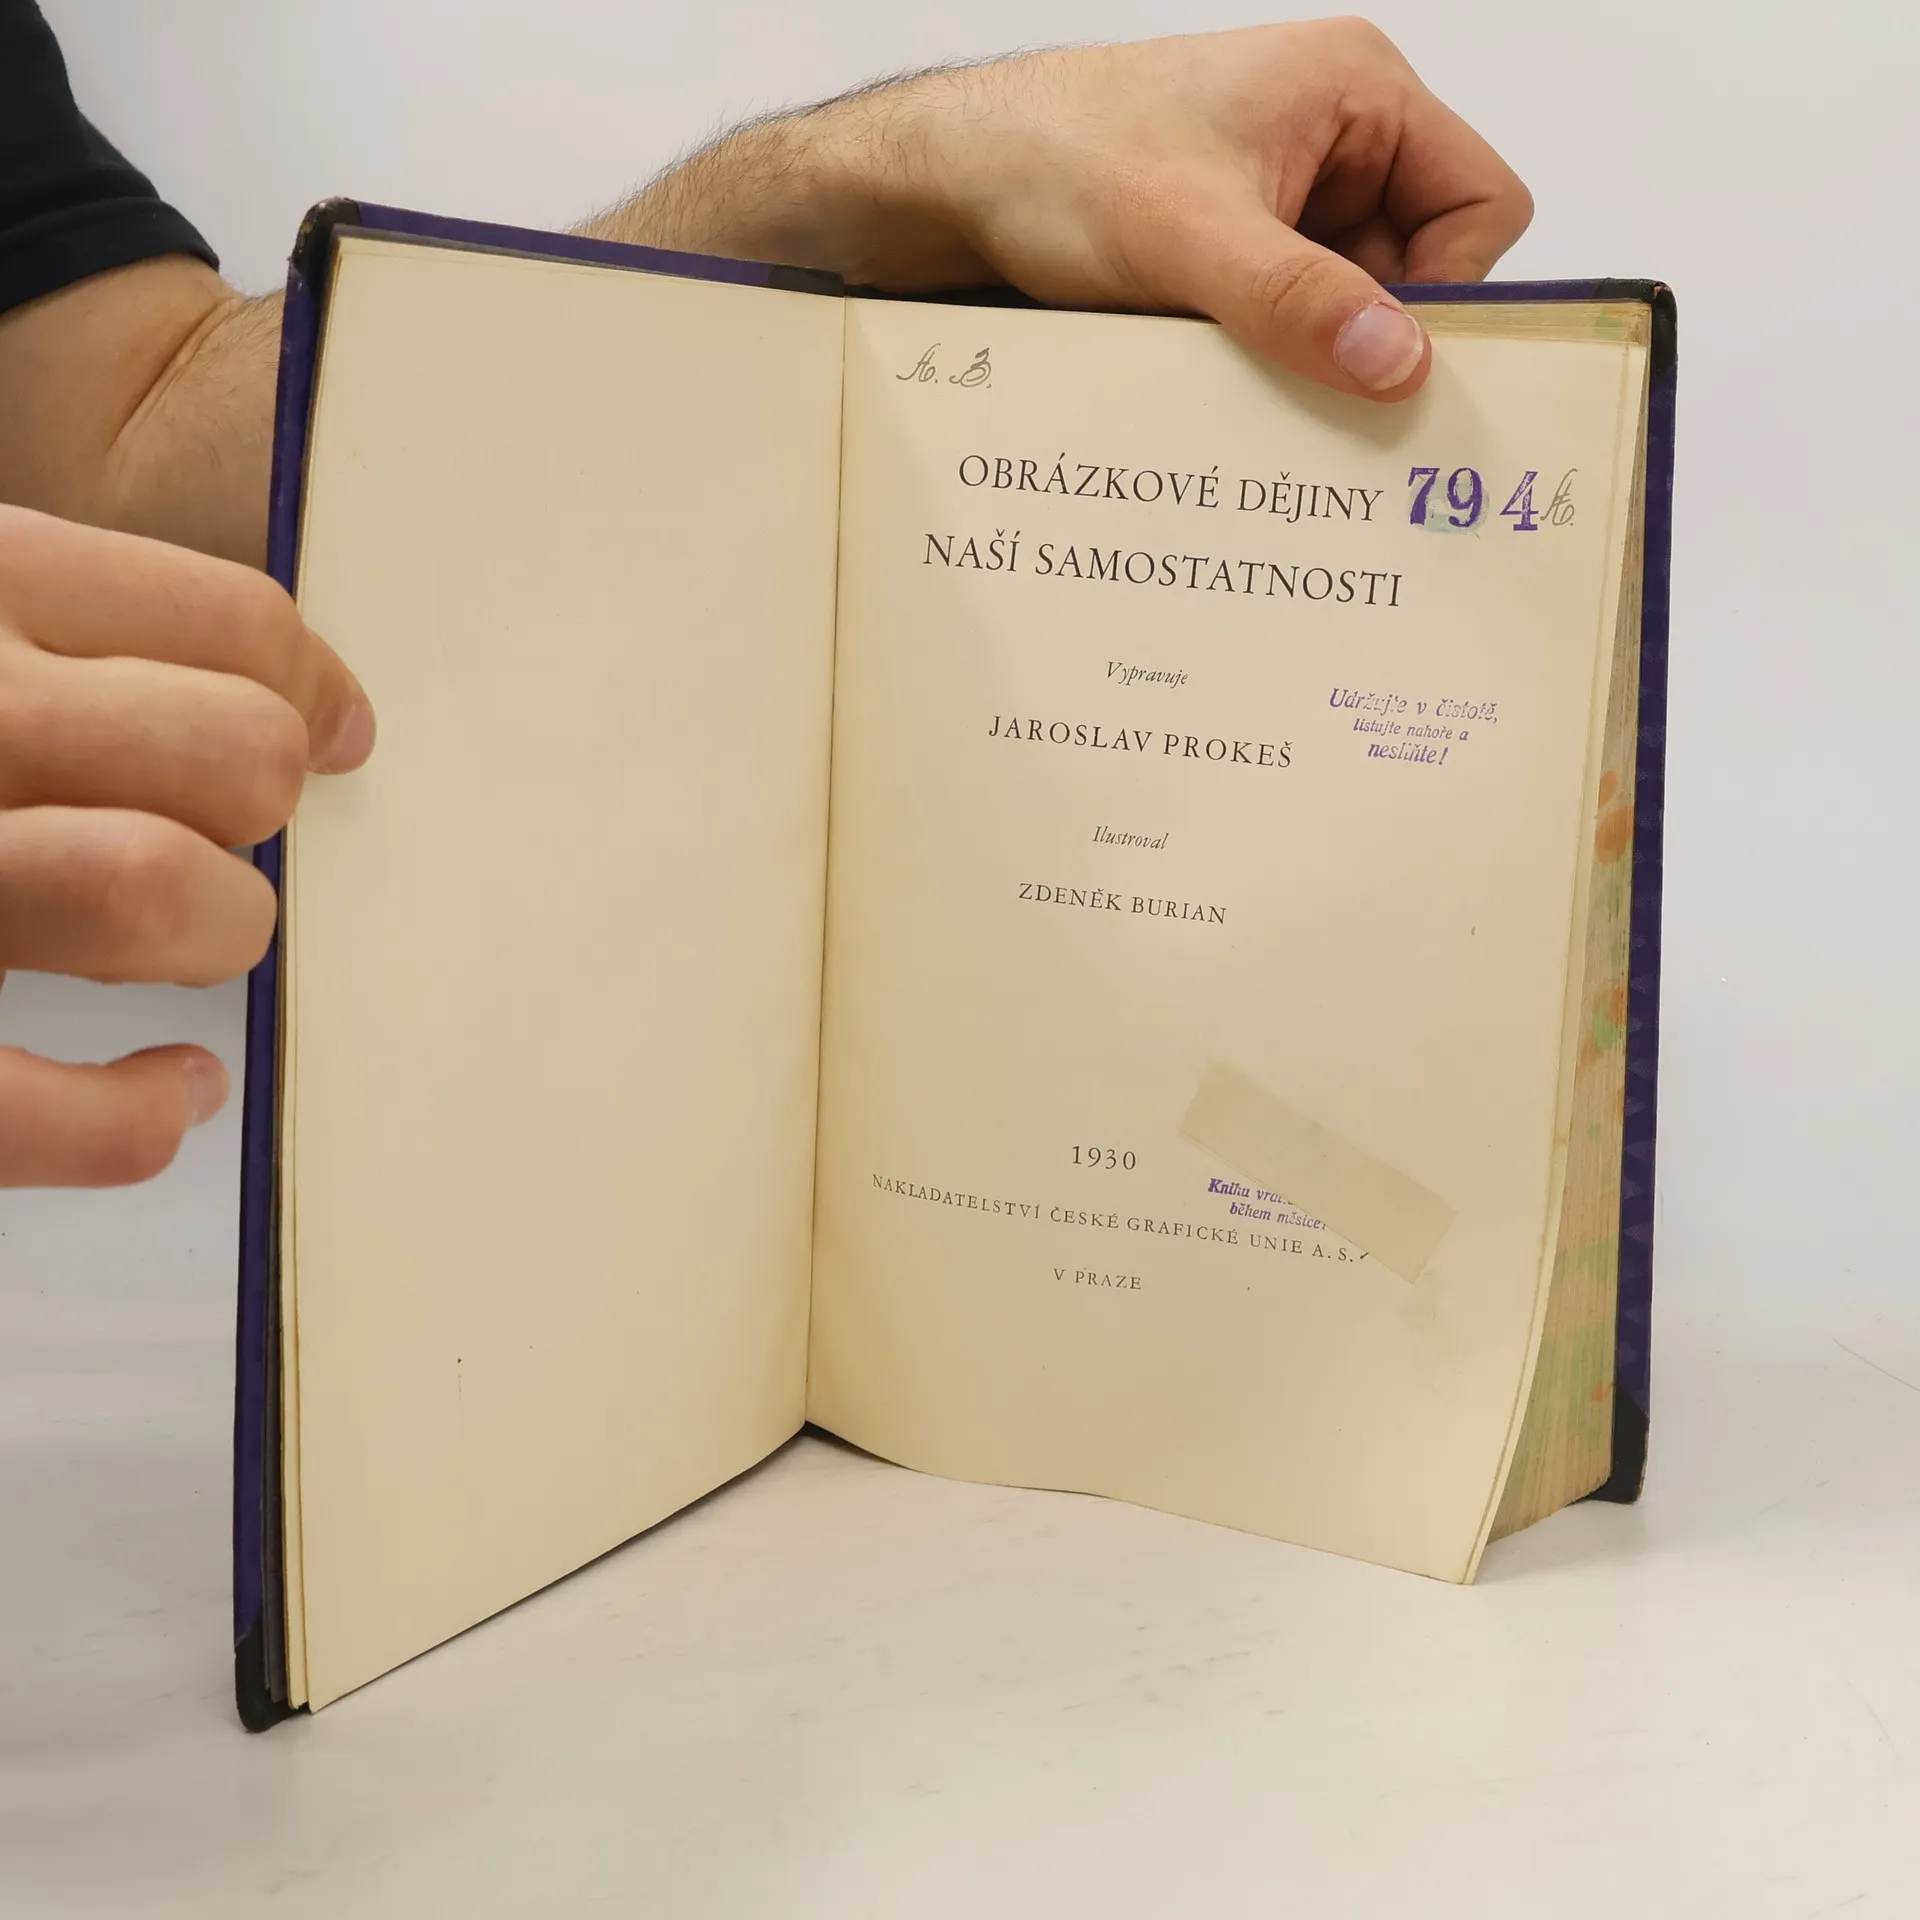 A. B.
OBRÁZKOVÉ DĚJINY 794 A.
NAŠÍ SAMOSTATNOSTI
Vypravuje
JAROSLAV PROKEŠ
Udržujte v čistotě,
listujte nahoře a
nesliňte!
Ilustroval
ZDENĚK BURIAN
1930
Knihu
během měsíce
NAKLADATELSTVÍ ČESKÉ GRAFICKÉ UNIE A. S.
V PRAZE